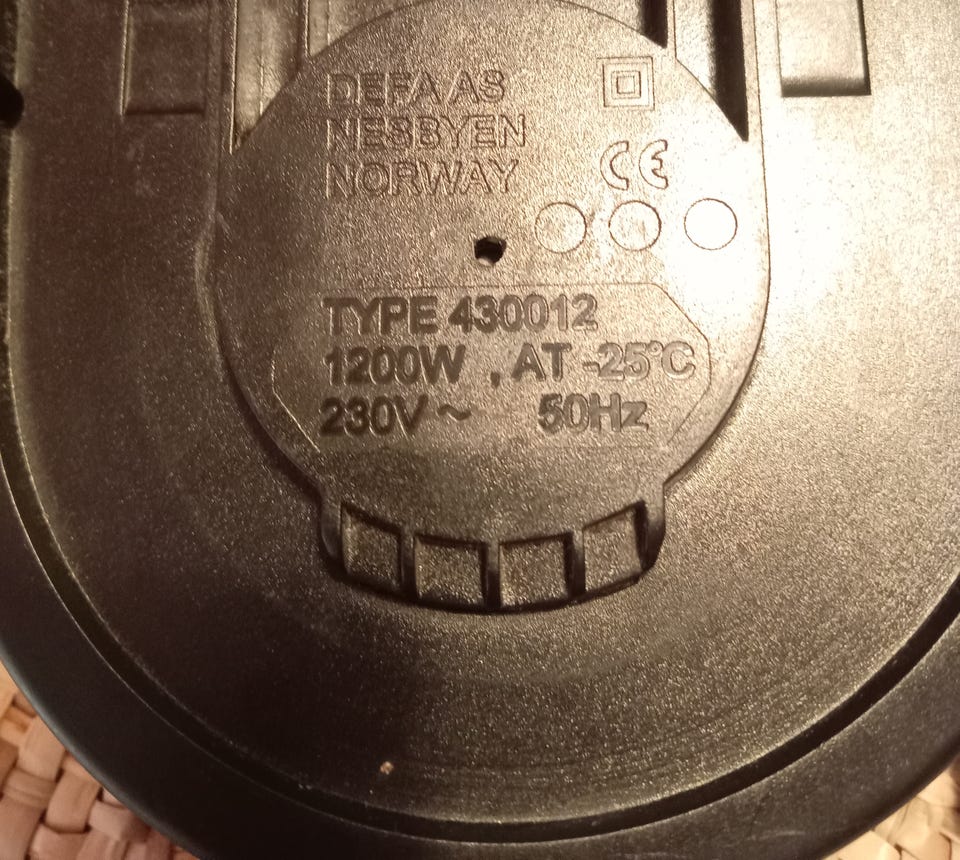 DEFA AS
NESBYEN
NORWAY
CE
TYPE 430012
1200W , AT -25°C
230V ~ 50Hz